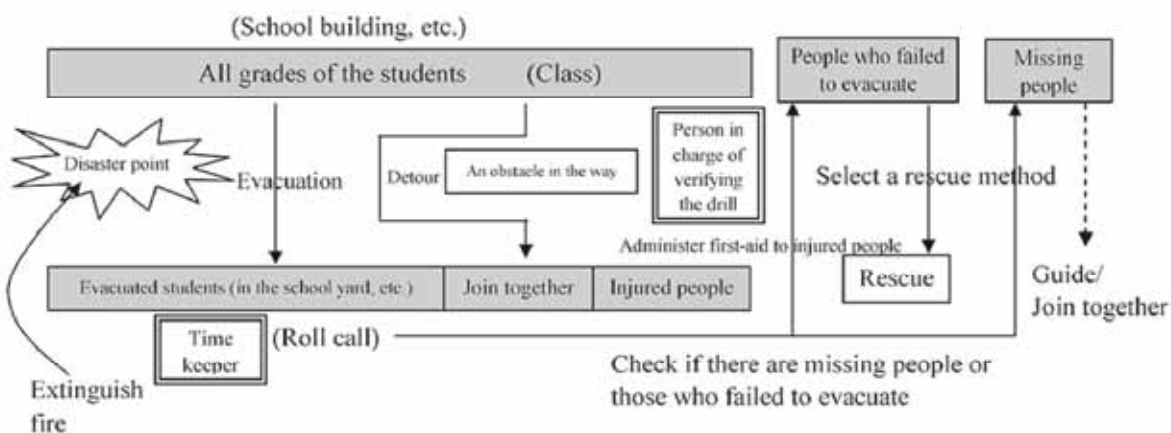 (School building, etc.)
All grades of the students (Class)
People who failed
to evacuate
Missing
people
Disaster point
Evacuation
Detour
An obstacle in the way
Person in
charge of
verifying
the drill
Select a rescue method
Administer first-aid to injured people
Rescue
Guide/
Join together
Evacuated students (in the school yard, etc.)
Join together
Injured people
Time
keeper
(Roll call)
Check if there are missing people or
those who failed to evacuate
Extinguish
fire